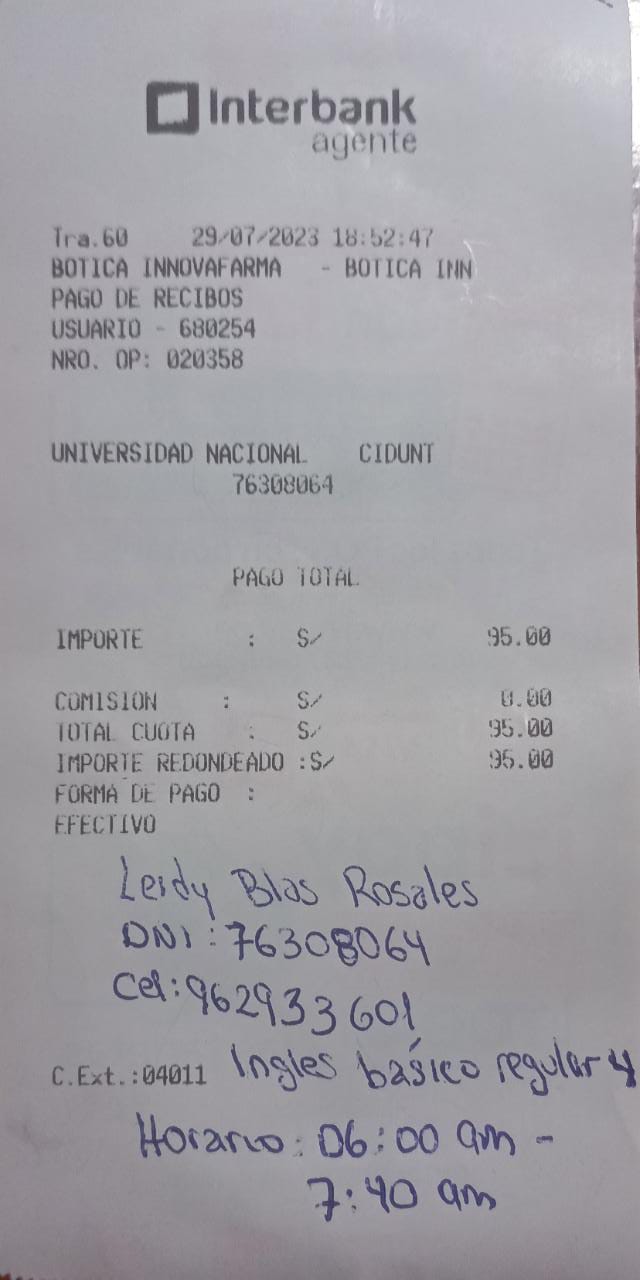 Interbank
agente
Tra.60 29/07/2023 18:52:47
BOTICA INNOVAFARMA - BOTICA INN
PAGO DE RECIBOS
USUARIO - 680254
NRO. OP: 020358
UNIVERSIDAD NACIONAL CIDUNT
76308064
PAGO TOTAL
IMPORTE : S/ 95.00
COMISION : S/ 0.00
TOTAL CUOTA : S/ 95.00
IMPORTE REDONDEADO :S/ 95.00
FORMA DE PAGO :
EFECTIVO
Leidy Blas Rosales
DNI: 76308064
Cel: 962933601
C.Ext.:04011 Ingles básico regular 4
Horario: 06:00 am -
7:40 am